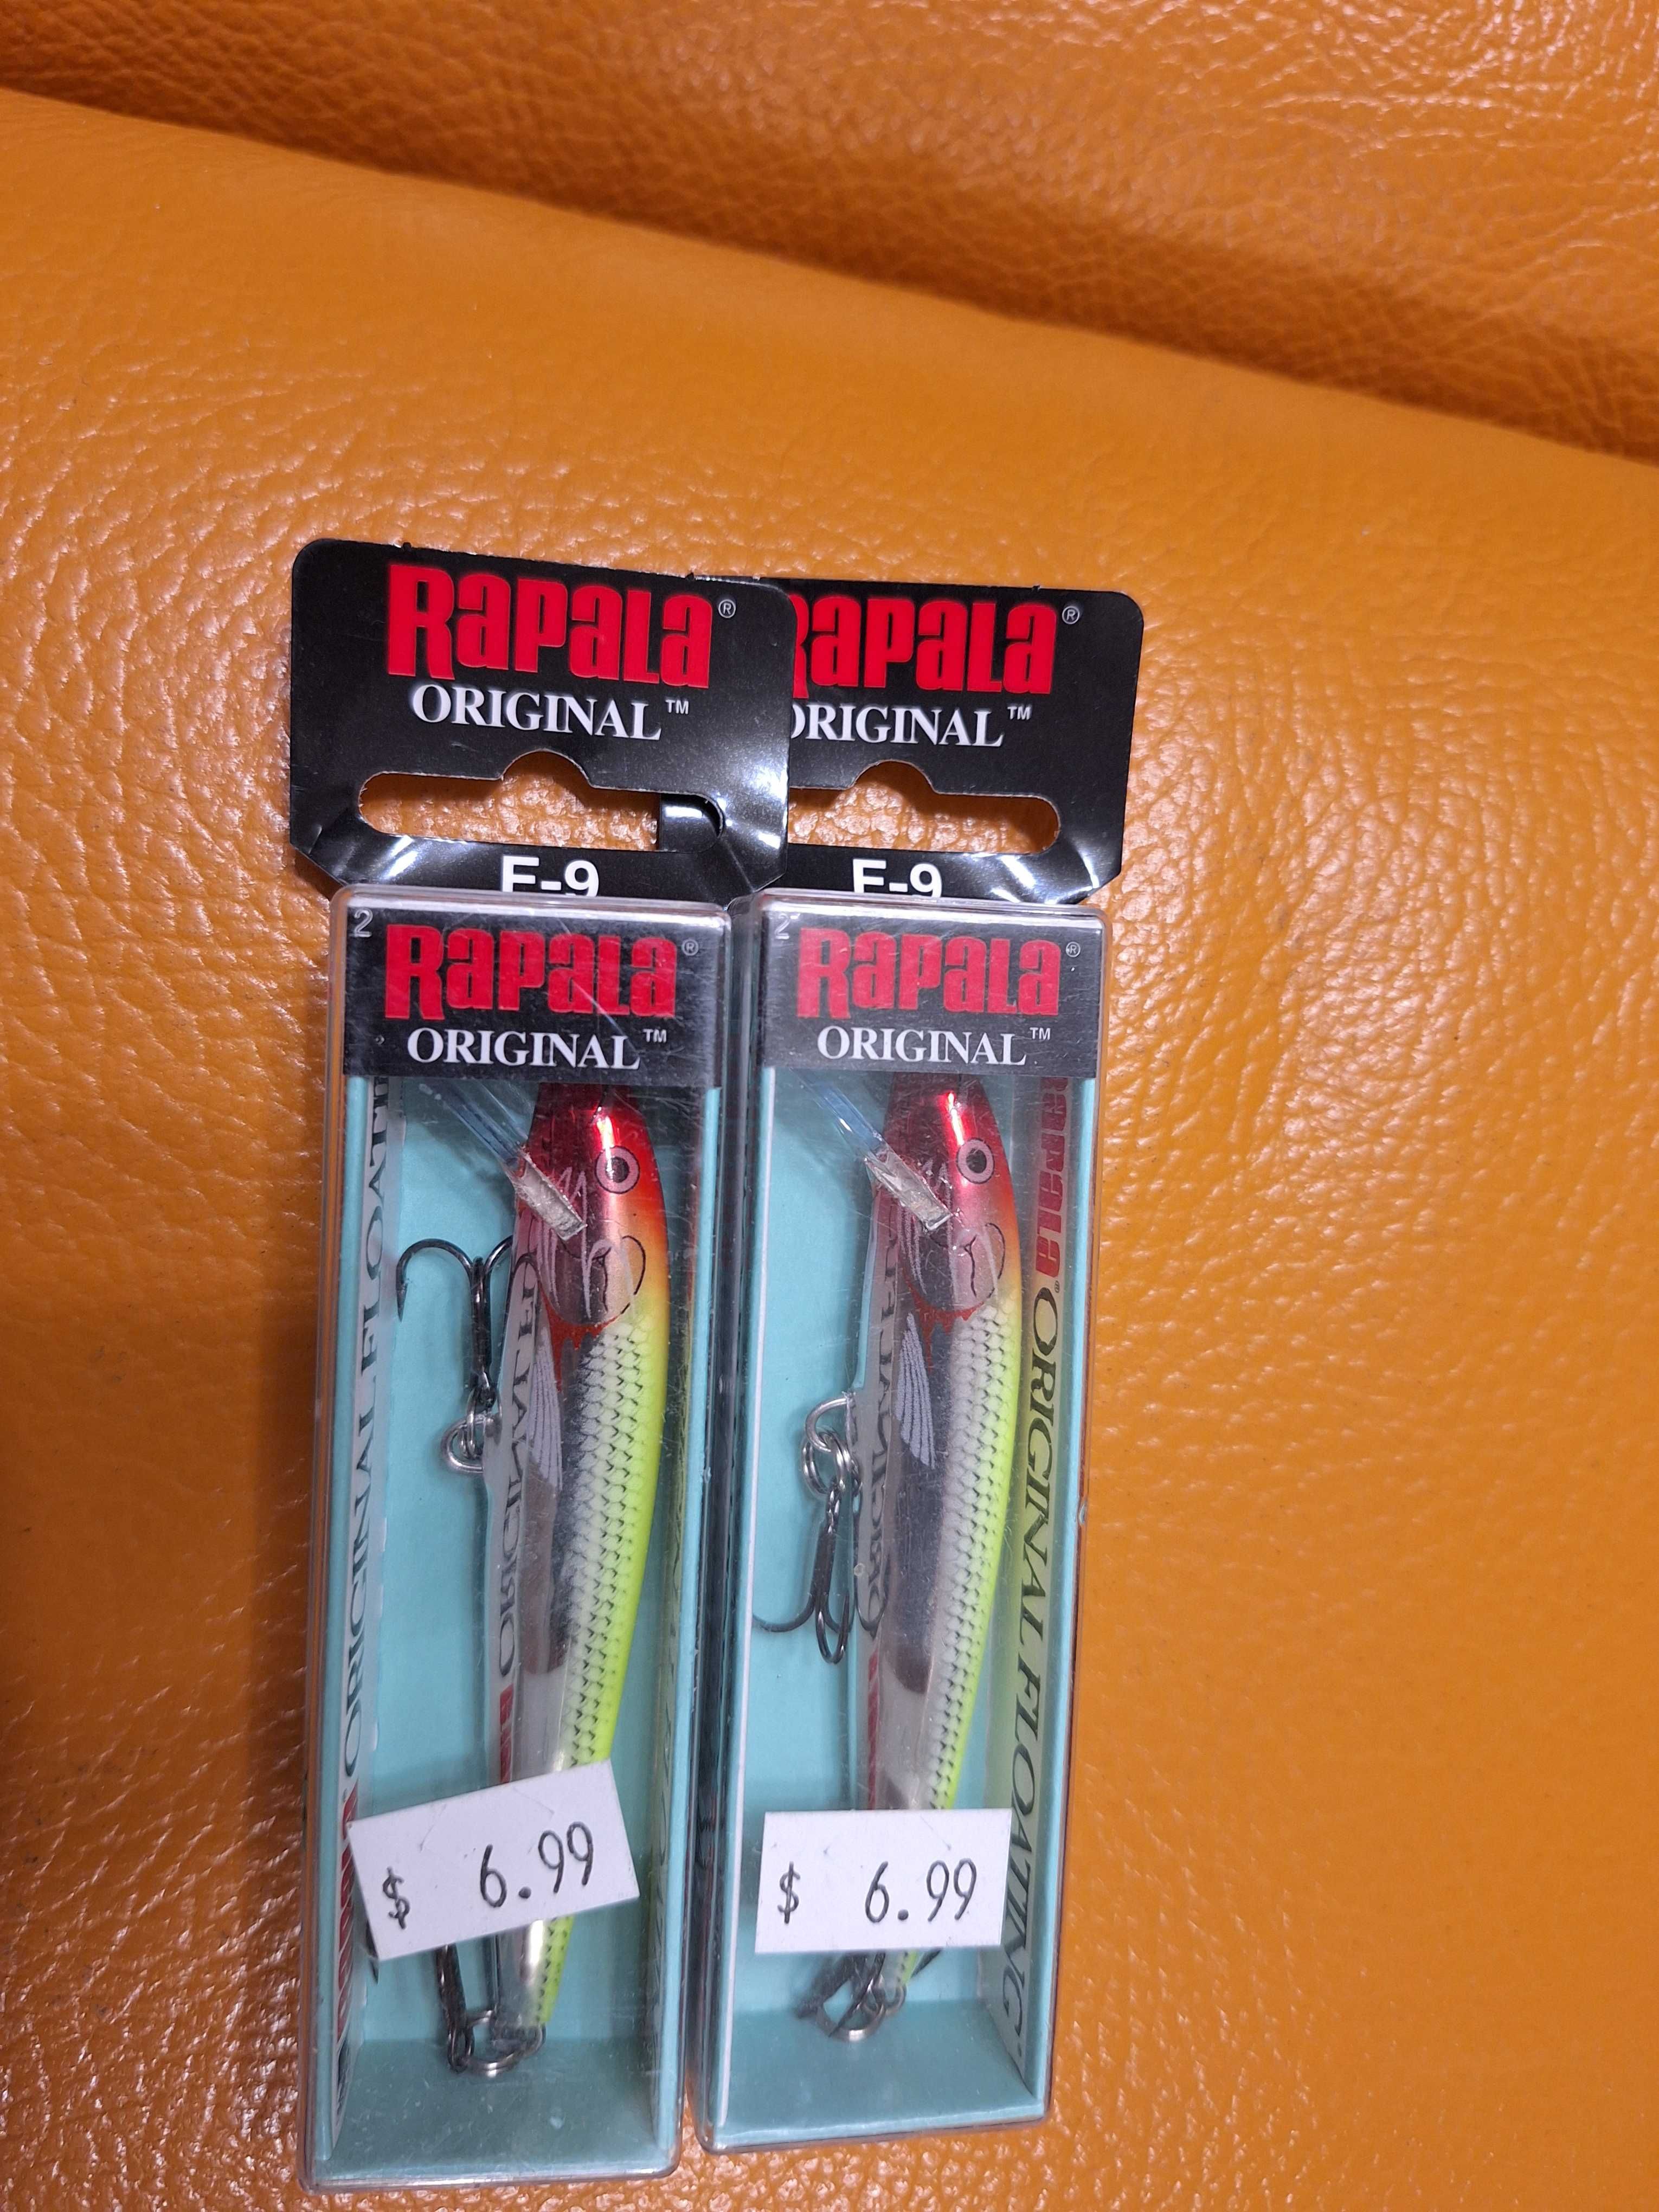 RAPALA®
ORIGINAL™
F-9
2
RAPALA®
ORIGINAL™
ORIGINAL FLOATI
ORIGINAL
$ 6.99
RAPALA®
ORIGINAL™
F-9
2
RAPALA®
ORIGINAL™
RAPALA® ORIGINAL FLOATING
$ 6.99